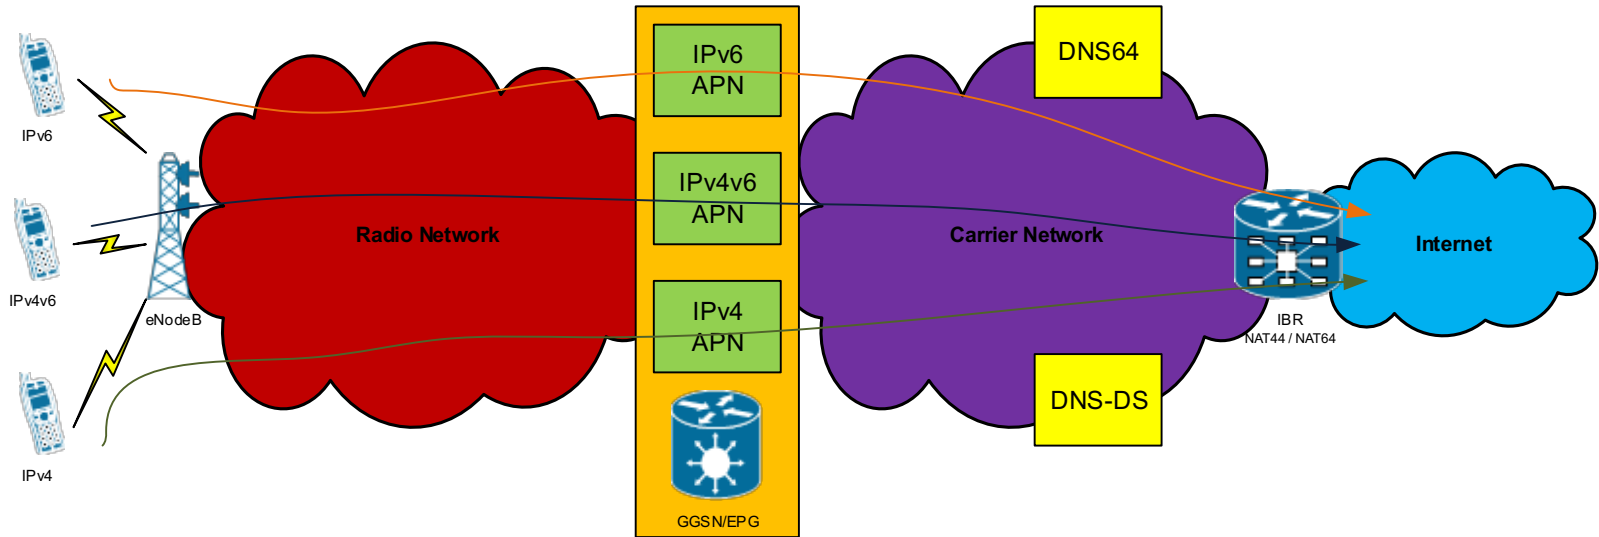 IPv6
IPv4v6
IPv4
eNodeB
Radio Network
IPv6
APN
IPv4v6
APN
IPv4
APN
GGSN/EPG
DNS64
Carrier Network
DNS-DS
IBR
NAT44 / NAT64
Internet